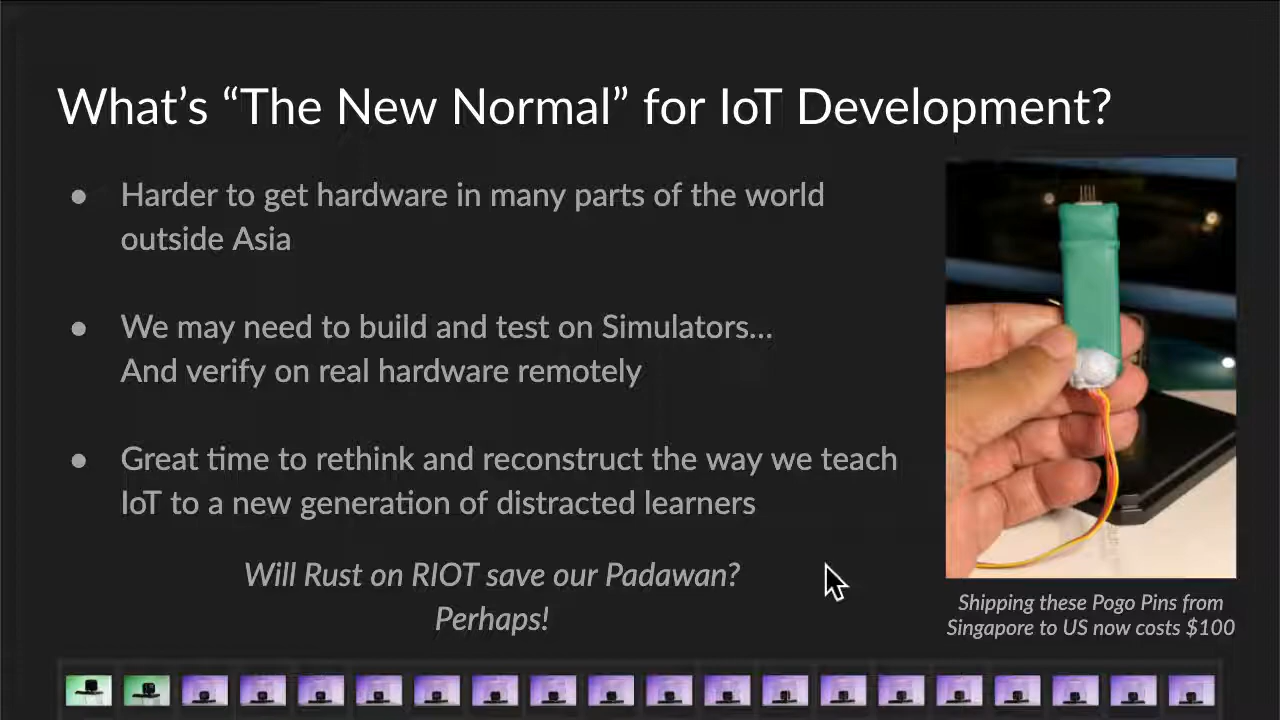 What's “The New Normal” for IoT Development?
● Harder to get hardware in many parts of the world
outside Asia
● We may need to build and test on Simulators...
And verify on real hardware remotely
● Great time to rethink and reconstruct the way we teach
IoT to a new generation of distracted learners
Will Rust on RIOT save our Padawan?
Perhaps!
Shipping these Pogo Pins from
Singapore to US now costs $100